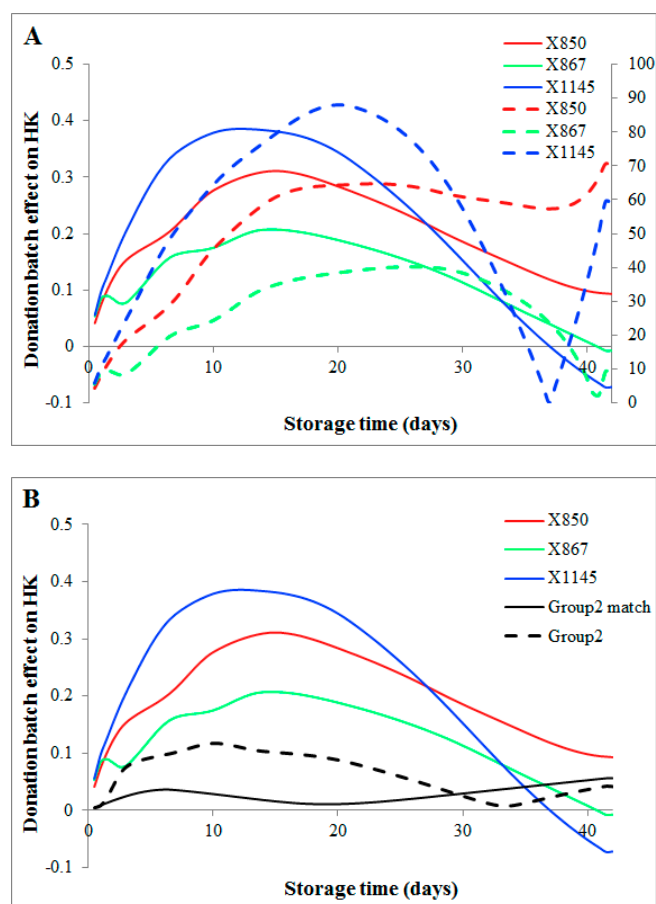 A
X850
X867
X1145
X850
X867
X1145
0.5
0.4
0.3
0.2
0.1
0
-0.1
100
90
80
70
60
50
40
30
20
10
0
0
10
20
30
40
Donation batch effect on HK
Storage time (days)
B
X850
X867
X1145
Group2 match
Group2
0.5
0.4
0.3
0.2
0.1
0
-0.1
0
10
20
30
40
Donation batch effect on HK
Storage time (days)